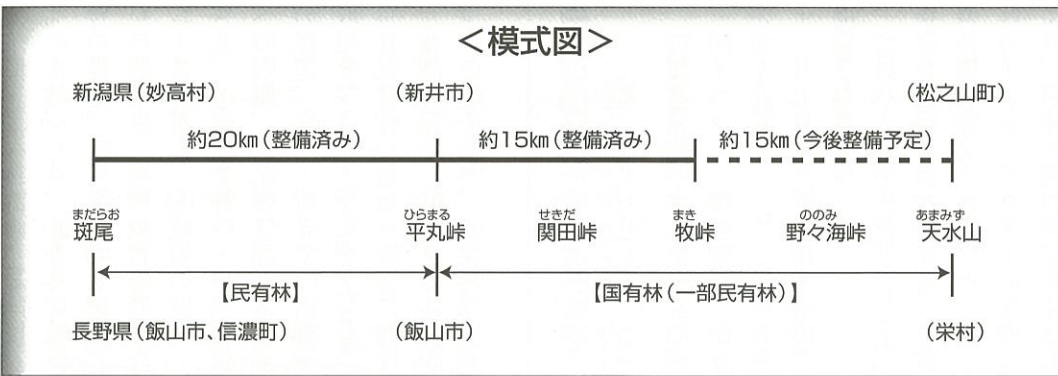 <模式図>
新潟県(妙高村) (新井市) (松之山町)
約20km(整備済み) 約15km(整備済み) 約15km(今後整備予定)
まだらお ひらまる せきだ まき ののみ あまみず
斑尾 平丸峠 関田峠 牧峠 野々海峠 天水山
【民有林】 【国有林(一部民有林)】
長野県(飯山市、信濃町) (飯山市) (栄村)